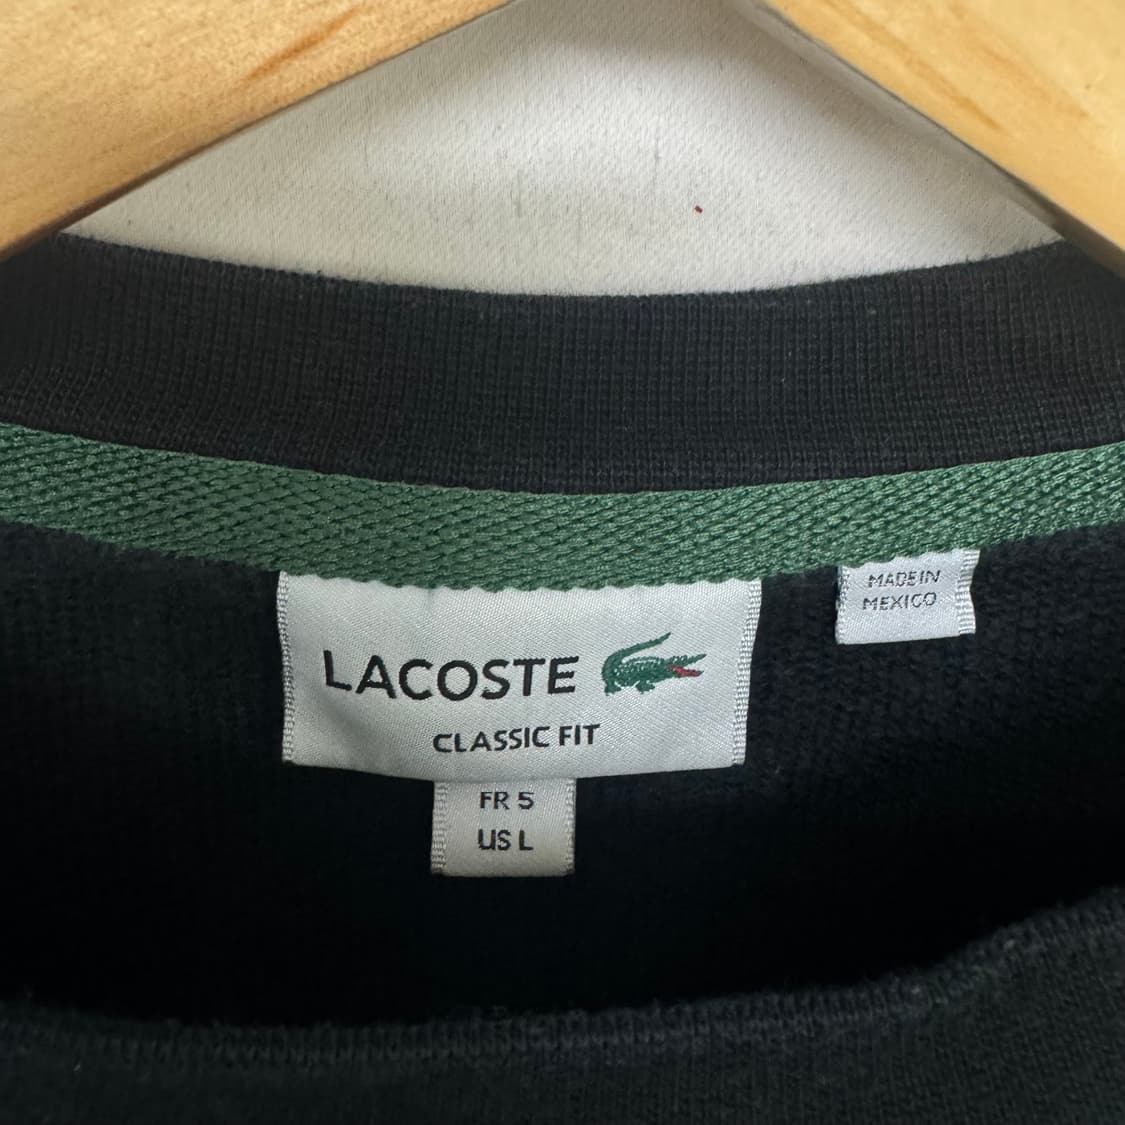 LACOSTE
CLASSIC FIT
FR 5
US L
MADE IN
MEXICO